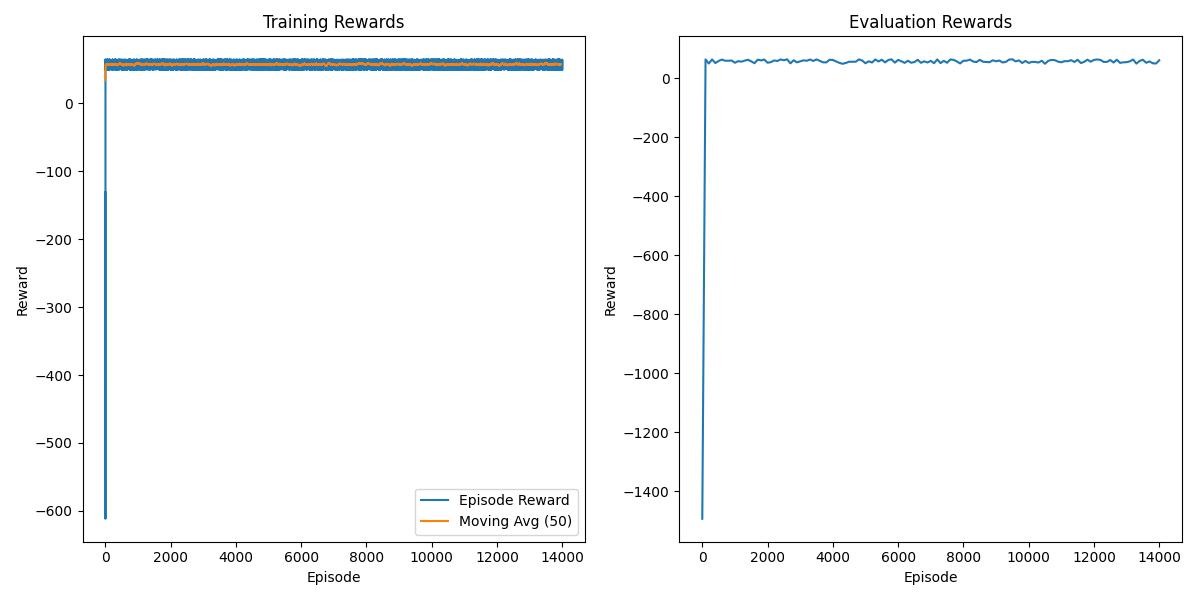 Training Rewards
Reward
0
−100
−200
−300
−400
−500
−600
0 2000 4000 6000 8000 10000 12000 14000
Episode
Episode Reward
Moving Avg (50)
Evaluation Rewards
Reward
0
−200
−400
−600
−800
−1000
−1200
−1400
0 2000 4000 6000 8000 10000 12000 14000
Episode